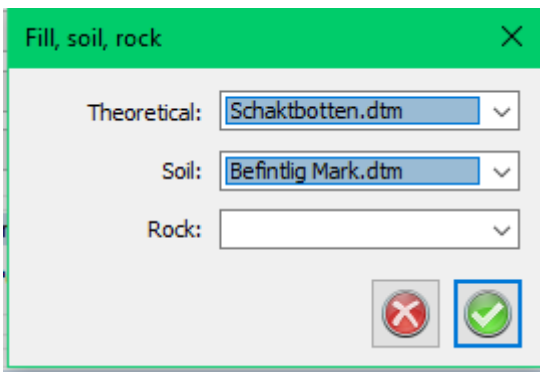 Fill, soil, rock
Theoretical: Schaktbotten.dtm
Soil: Befintlig Mark.dtm
Rock: